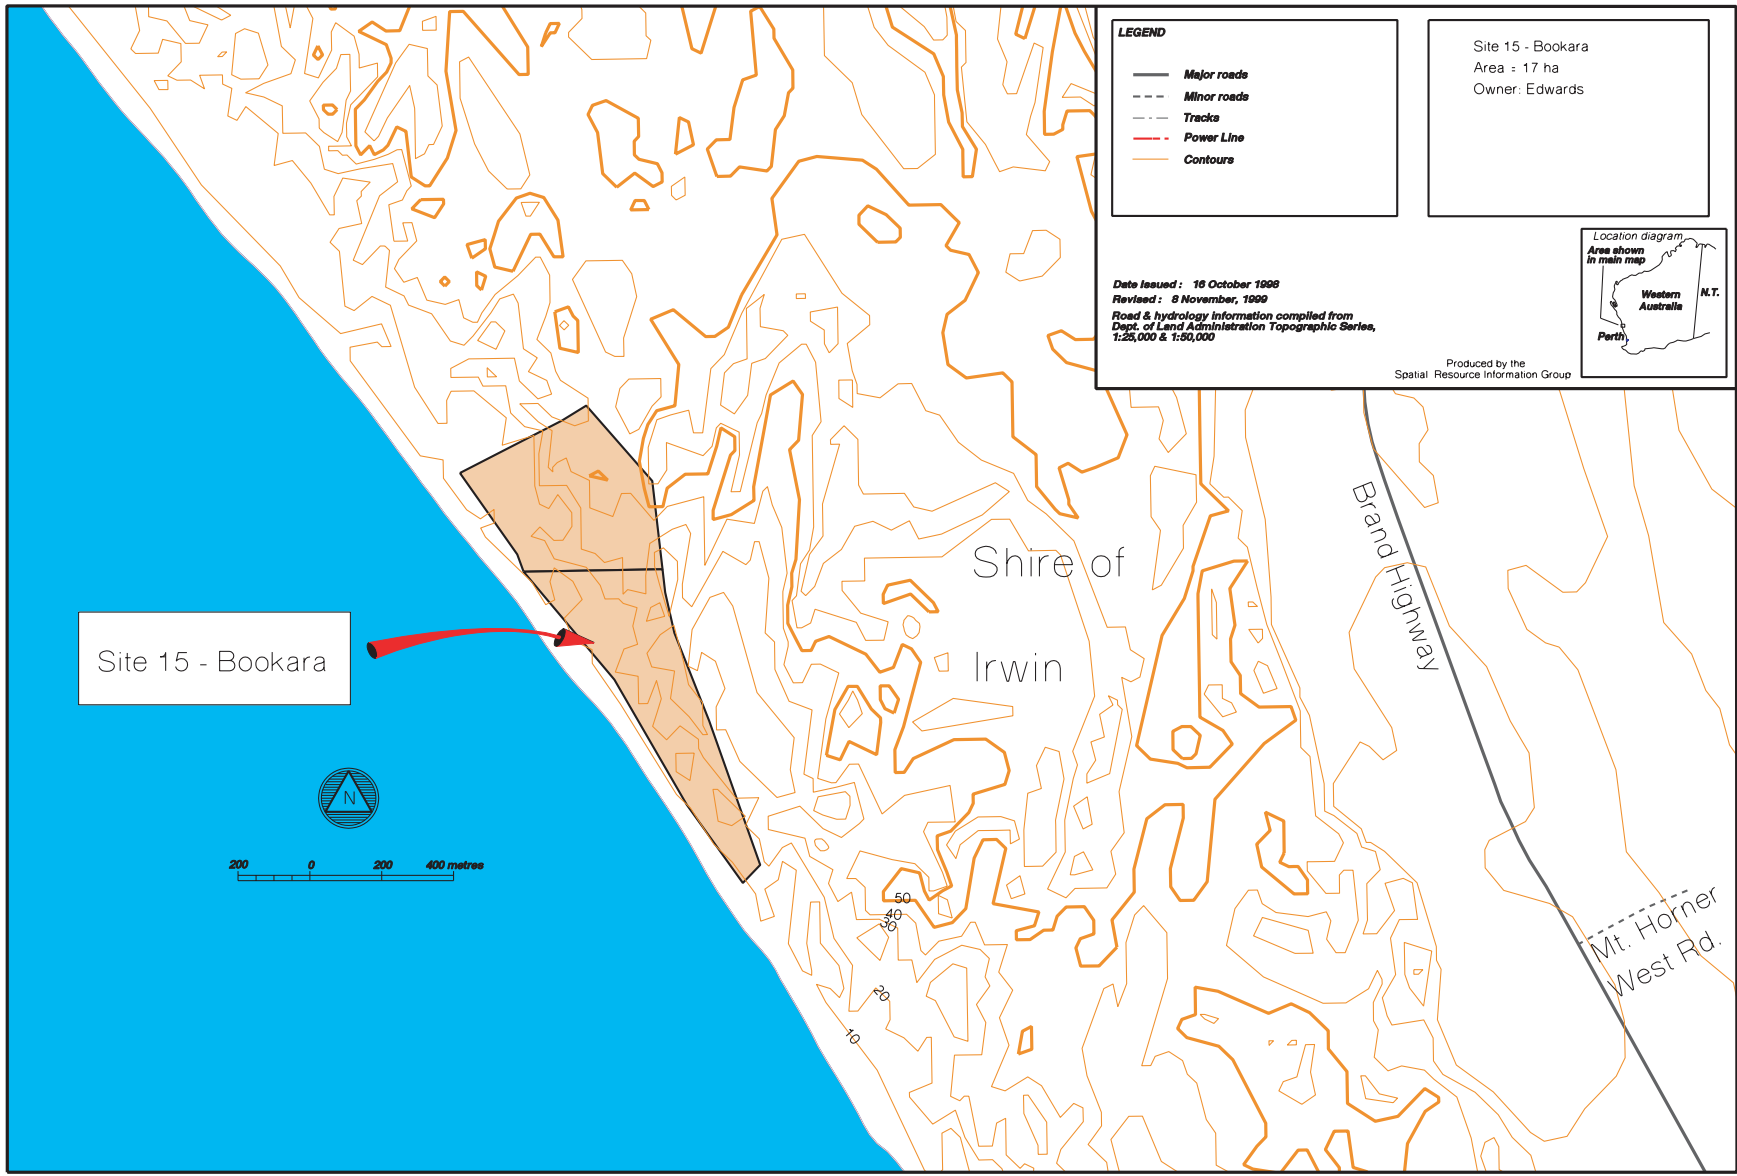 LEGEND
Major roads
Minor roads
Tracks
Power Line
Contours
Site 15 - Bookara
Area = 17 ha
Owner: Edwards
Date issued : 16 October 1998
Revised : 8 November, 1999
Road & hydrology information compiled from
Dept. of Land Administration Topographic Series,
1:25,000 & 1:50,000
Produced by the
Spatial Resource Information Group
Location diagram
Area shown
in main map
Western
Australia
N.T.
Perth
Brand Highway
Shire of
Irwin
Site 15 - Bookara
N
200 0 200 400 metres
50
40
30
20
10
Mt. Horner
West Rd.